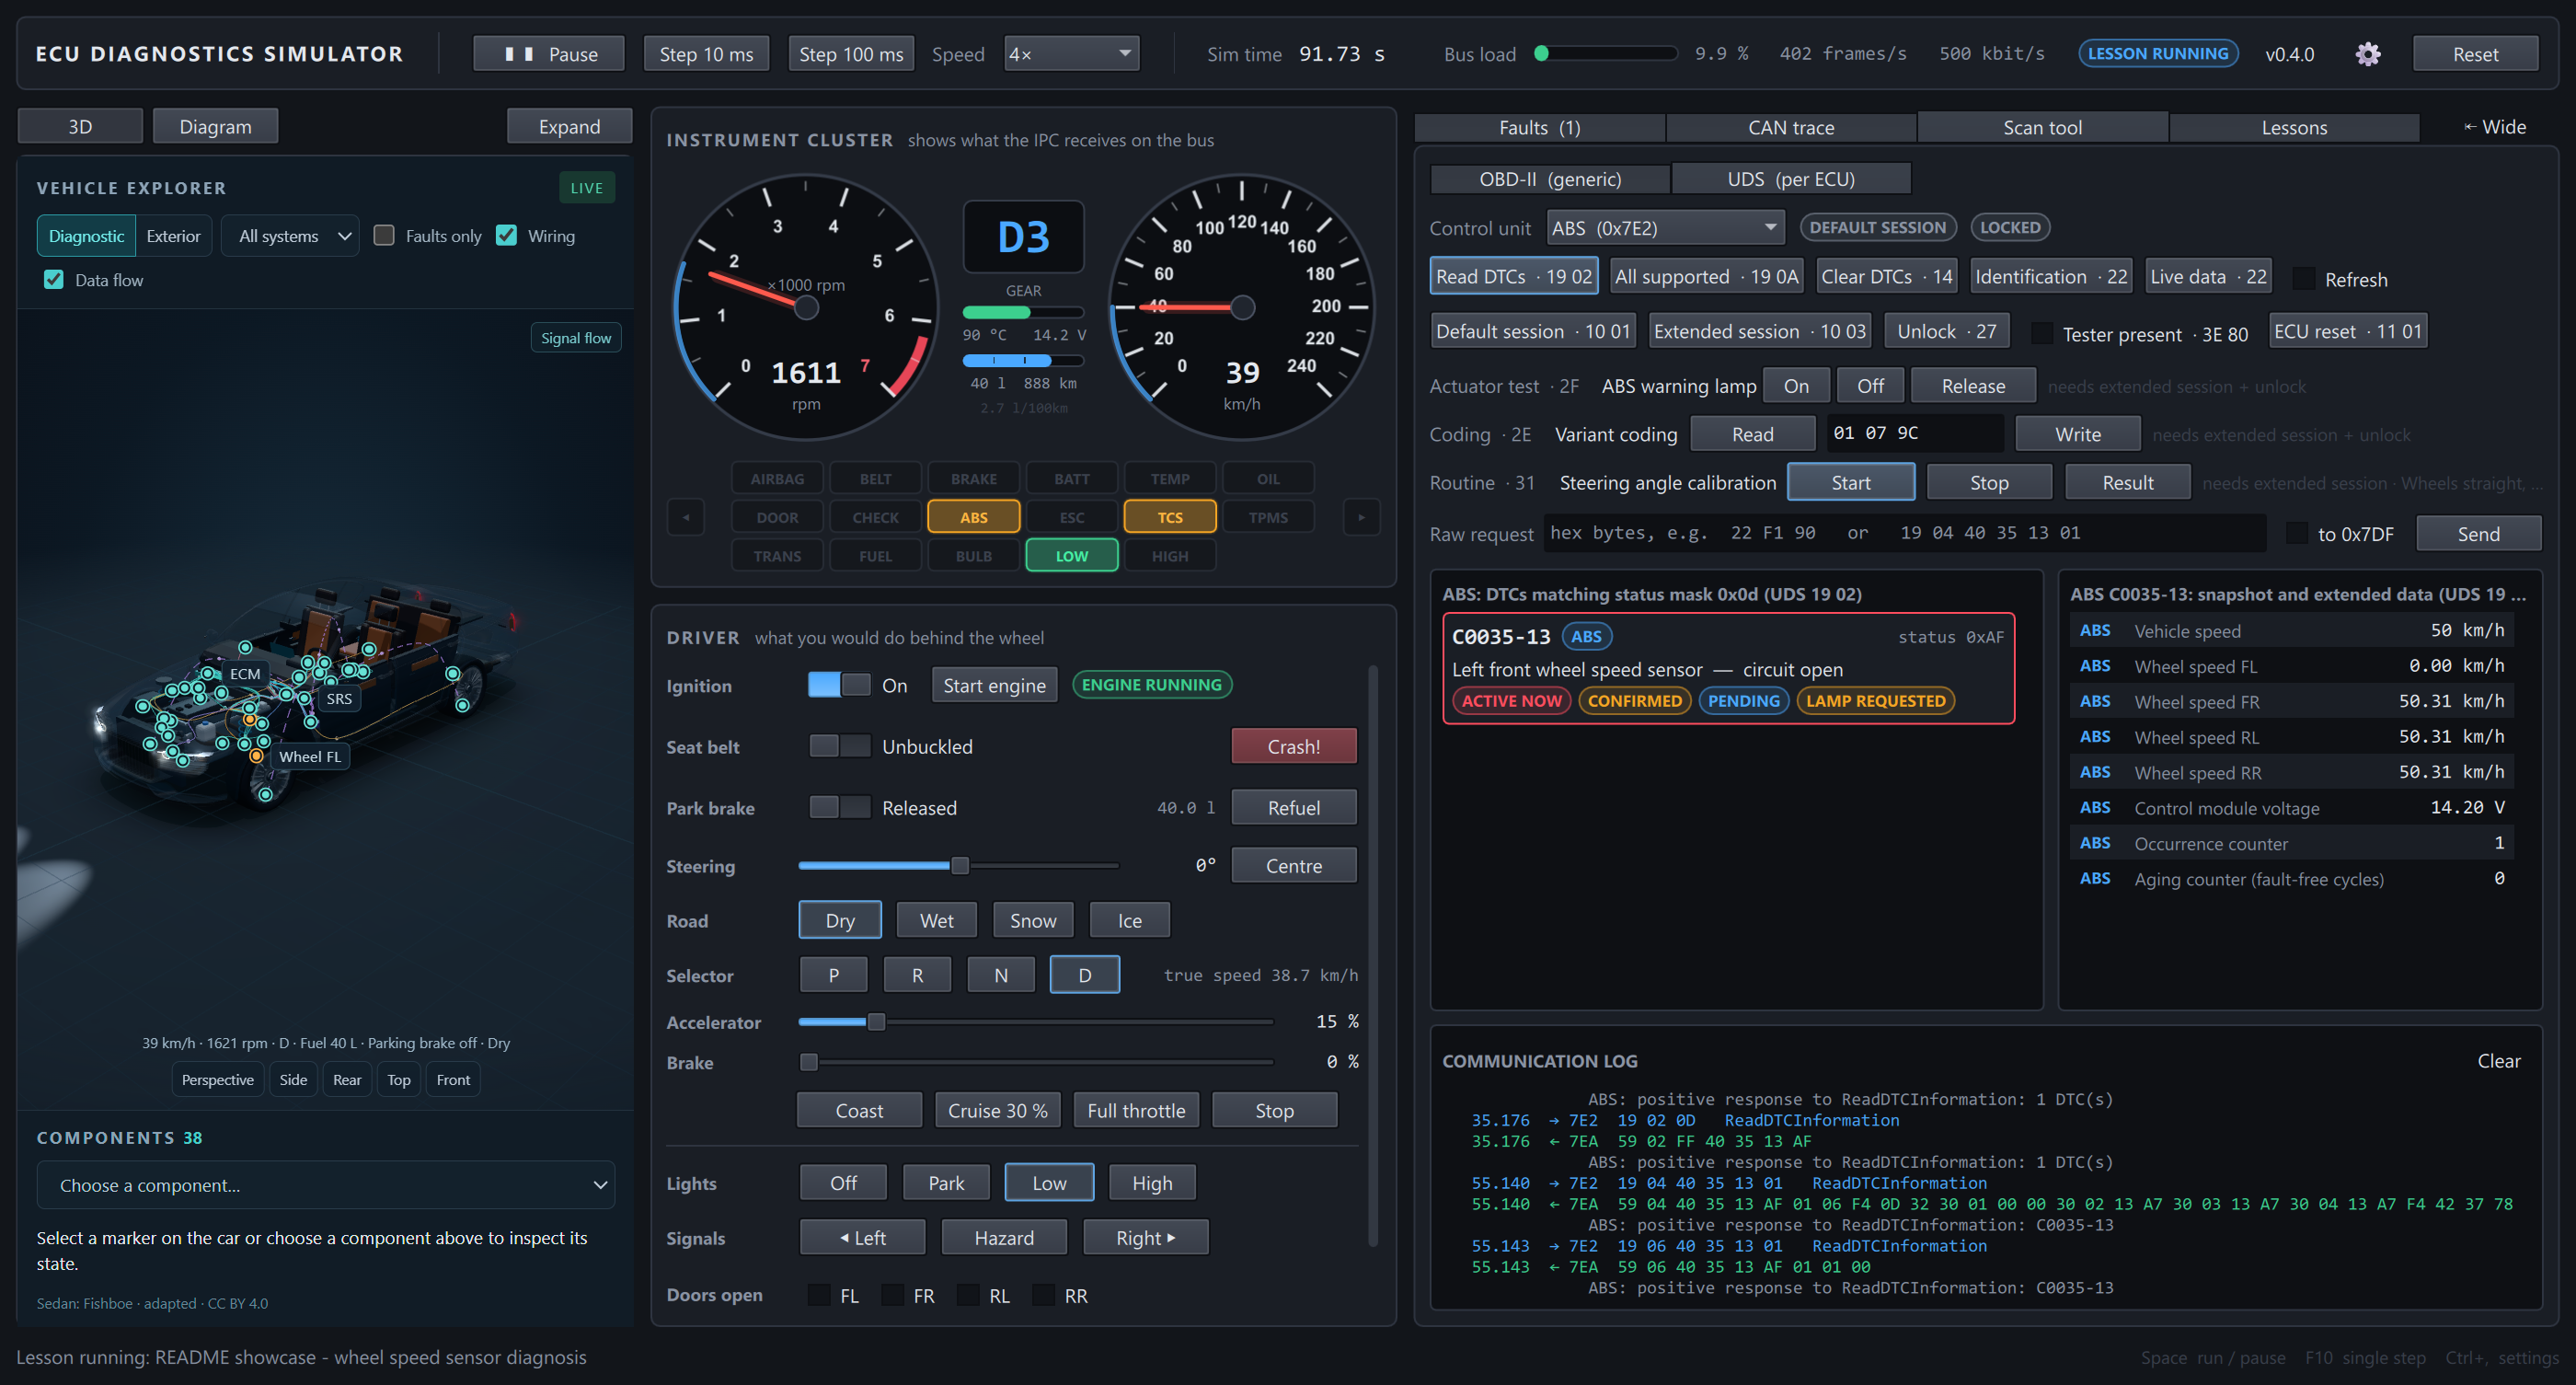 ECU DIAGNOSTICS SIMULATOR
Pause
Step 10 ms
Step 100 ms
Speed
4×
Sim time 91.73 s
Bus load 9.9 % 402 frames/s 500 kbit/s
LESSON RUNNING
v0.4.0
Reset
3D
Diagram
Expand
VEHICLE EXPLORER
LIVE
Diagnostic
Exterior
All systems
Faults only
Wiring
Data flow
Signal flow
ECM
SRS
Wheel FL
39 km/h · 1621 rpm · D · Fuel 40 L · Parking brake off · Dry
Perspective
Side
Rear
Top
Front
COMPONENTS 38
Choose a component...
Select a marker on the car or choose a component above to inspect its
state.
Sedan: Fishboe · adapted · CC BY 4.0
INSTRUMENT CLUSTER shows what the IPC receives on the bus
0 1 2 3 4 5 6 7
×1000 rpm
1611
rpm
D3
GEAR
90 °C 14.2 V
40 l 888 km
2.7 l/100km
0 20 40 60 80 100 120 140 160 180 200 220 240
39
km/h
AIRBAG BELT BRAKE BATT TEMP OIL
DOOR CHECK ABS ESC TCS TPMS
TRANS FUEL BULB LOW HIGH
DRIVER what you would do behind the wheel
Ignition On Start engine ENGINE RUNNING
Seat belt Unbuckled Crash!
Park brake Released 40.0 l Refuel
Steering 0° Centre
Road Dry Wet Snow Ice
Selector P R N D true speed 38.7 km/h
Accelerator 15 %
Brake 0 %
Coast Cruise 30 % Full throttle Stop
Lights Off Park Low High
Signals ◂ Left Hazard Right ▸
Doors open FL FR RL RR
Faults (1)
CAN trace
Scan tool
Lessons
⇤ Wide
OBD-II (generic)
UDS (per ECU)
Control unit ABS (0x7E2) DEFAULT SESSION LOCKED
Read DTCs · 19 02 All supported · 19 0A Clear DTCs · 14 Identification · 22 Live data · 22 Refresh
Default session · 10 01 Extended session · 10 03 Unlock · 27 Tester present · 3E 80 ECU reset · 11 01
Actuator test · 2F ABS warning lamp On Off Release needs extended session + unlock
Coding · 2E Variant coding Read 01 07 9C Write needs extended session + unlock
Routine · 31 Steering angle calibration Start Stop Result needs extended session · Wheels straight, ...
Raw request hex bytes, e.g. 22 F1 90 or 19 04 40 35 13 01 to 0x7DF Send
ABS: DTCs matching status mask 0x0d (UDS 19 02)
C0035-13 ABS status 0xAF
Left front wheel speed sensor — circuit open
ACTIVE NOW CONFIRMED PENDING LAMP REQUESTED
ABS C0035-13: snapshot and extended data (UDS 19 ...
ABS Vehicle speed 50 km/h
ABS Wheel speed FL 0.00 km/h
ABS Wheel speed FR 50.31 km/h
ABS Wheel speed RL 50.31 km/h
ABS Wheel speed RR 50.31 km/h
ABS Control module voltage 14.20 V
ABS Occurrence counter 1
ABS Aging counter (fault-free cycles) 0
COMMUNICATION LOG
Clear
ABS: positive response to ReadDTCInformation: 1 DTC(s)
35.176 → 7E2 19 02 0D ReadDTCInformation
35.176 ← 7EA 59 02 FF 40 35 13 AF
ABS: positive response to ReadDTCInformation: 1 DTC(s)
55.140 → 7E2 19 04 40 35 13 01 ReadDTCInformation
55.140 ← 7EA 59 04 40 35 13 AF 01 06 F4 0D 32 30 01 00 00 30 02 13 A7 30 03 13 A7 30 04 13 A7 F4 42 37 78
ABS: positive response to ReadDTCInformation: C0035-13
55.143 → 7E2 19 06 40 35 13 01 ReadDTCInformation
55.143 ← 7EA 59 06 40 35 13 AF 01 01 00
ABS: positive response to ReadDTCInformation: C0035-13
Lesson running: README showcase - wheel speed sensor diagnosis
Space run / pause F10 single step Ctrl+, settings